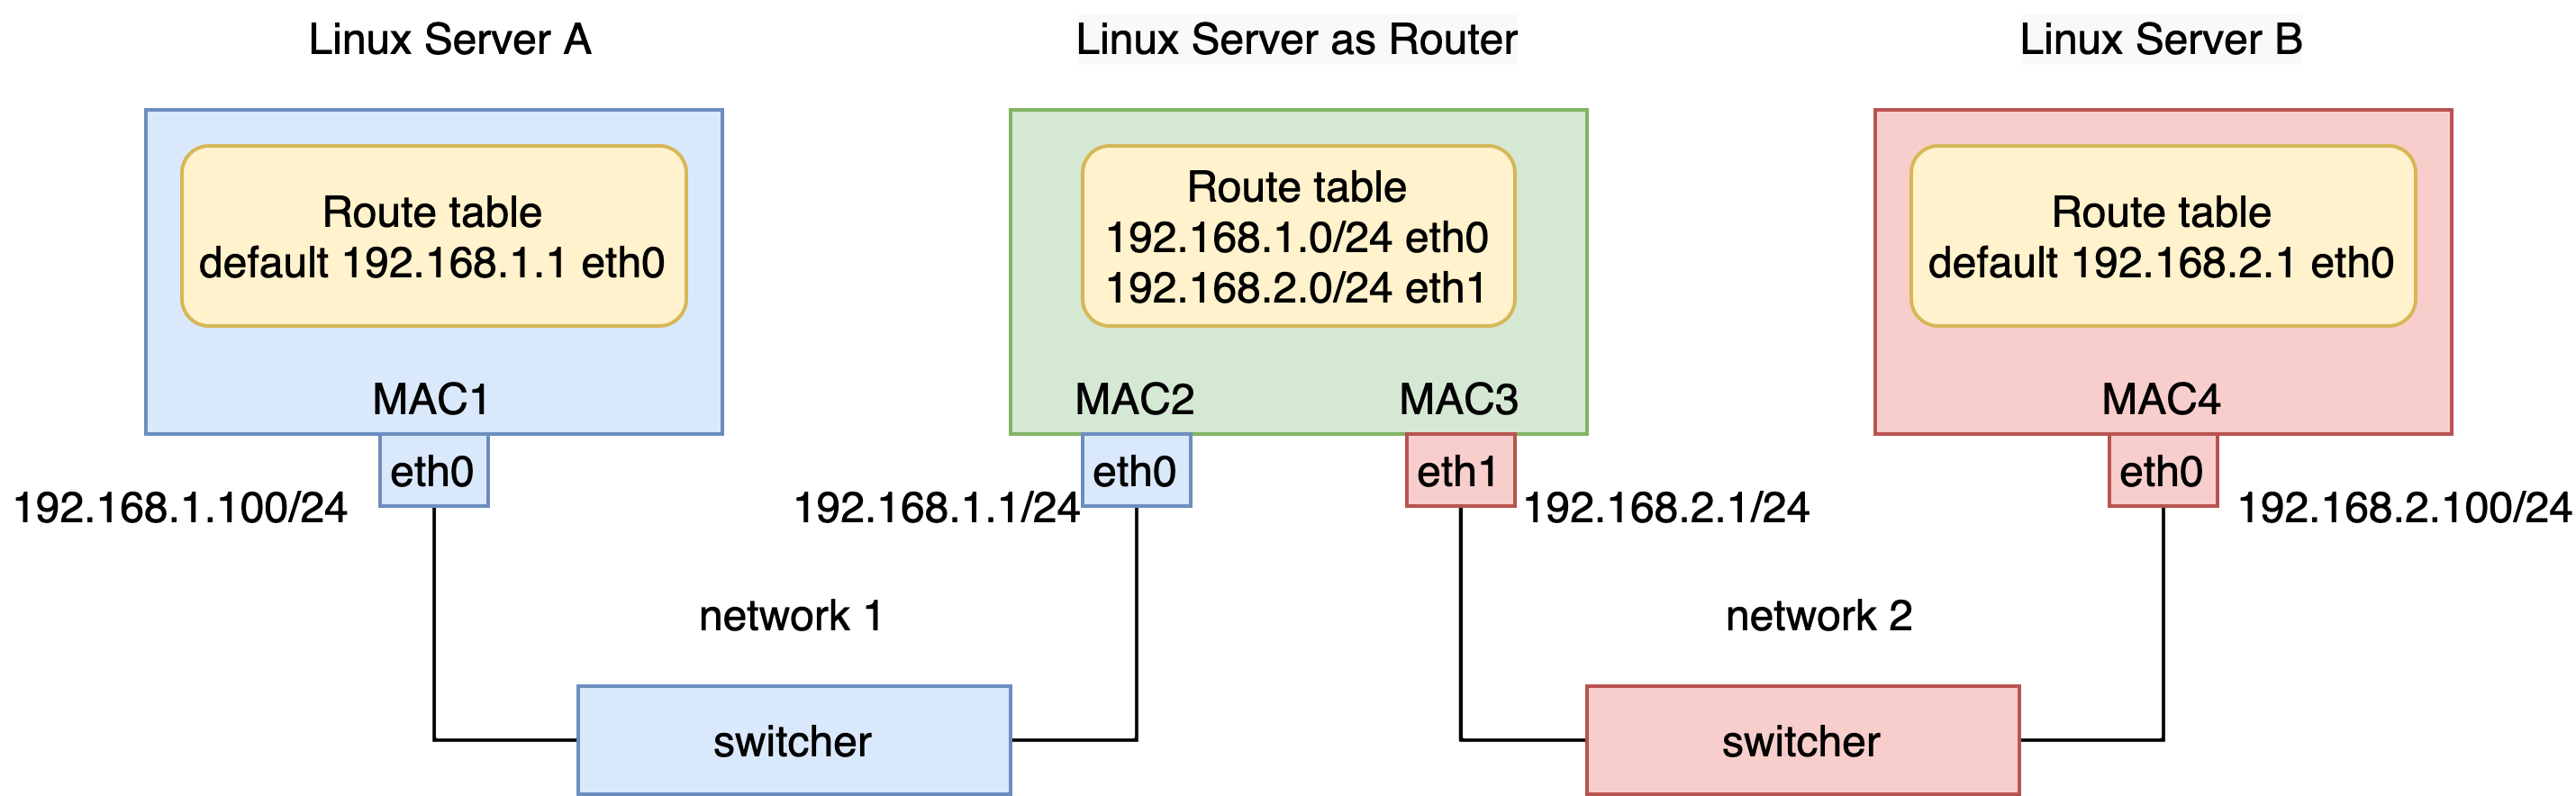 Linux Server A
Linux Server as Router
Linux Server B
Route table
default 192.168.1.1 eth0
Route table
192.168.1.0/24 eth0
192.168.2.0/24 eth1
Route table
default 192.168.2.1 eth0
MAC1
MAC2
MAC3
MAC4
eth0
eth0
eth1
eth0
192.168.1.100/24
192.168.1.1/24
192.168.2.1/24
192.168.2.100/24
network 1
network 2
switcher
switcher